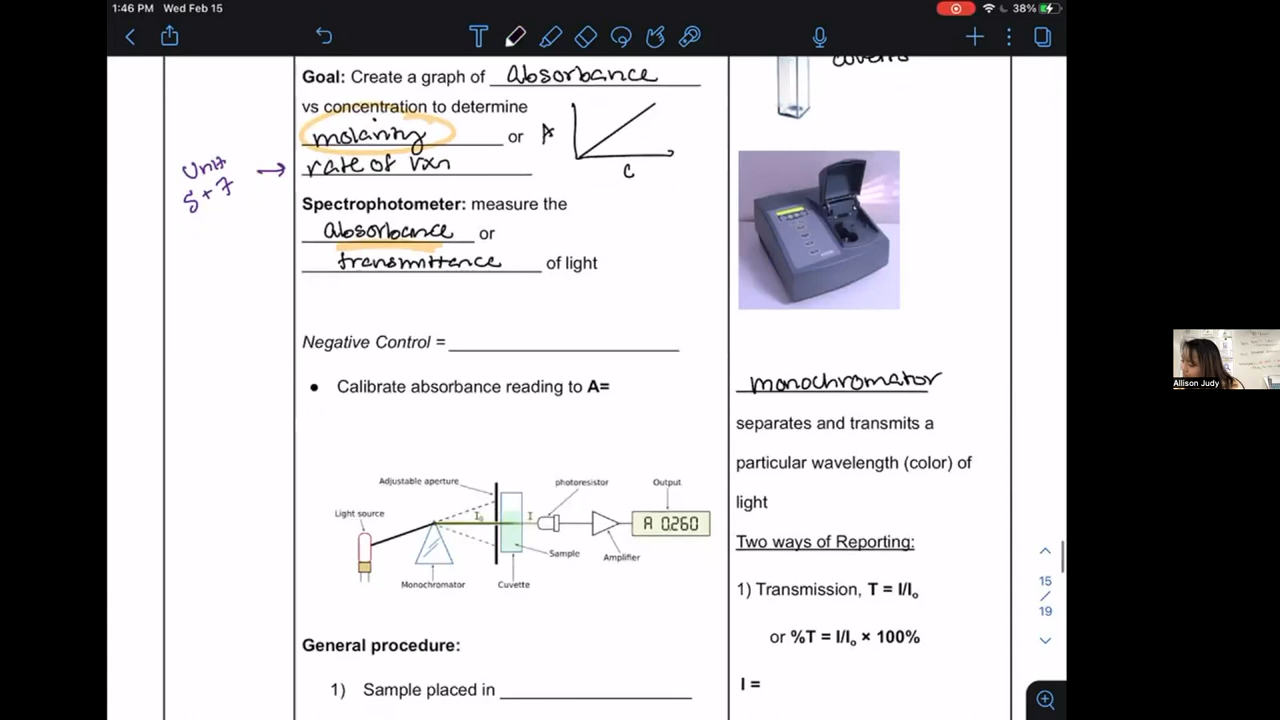 1:46 PM Wed Feb 15
38%
Goal: Create a graph of absorbance
vs concentration to determine
molarity or
rate of rxn
A
C
Unit
5 + 7
Spectrophotometer: measure the
absorbance or
transmittence
of light
Negative Control =
• Calibrate absorbance reading to A=
Adjustable aperture
photoresistor
Output
Light source
I₀
I
A 0.260
Sample
Amplifier
Monochromator
Cuvette
General procedure:
1) Sample placed in
monochromator
separates and transmits a
particular wavelength (color) of
light
Two ways of Reporting:
1) Transmission, T = I/Iₒ
or %T = I/Iₒ × 100%
I =
15
/
19
Allison Judy